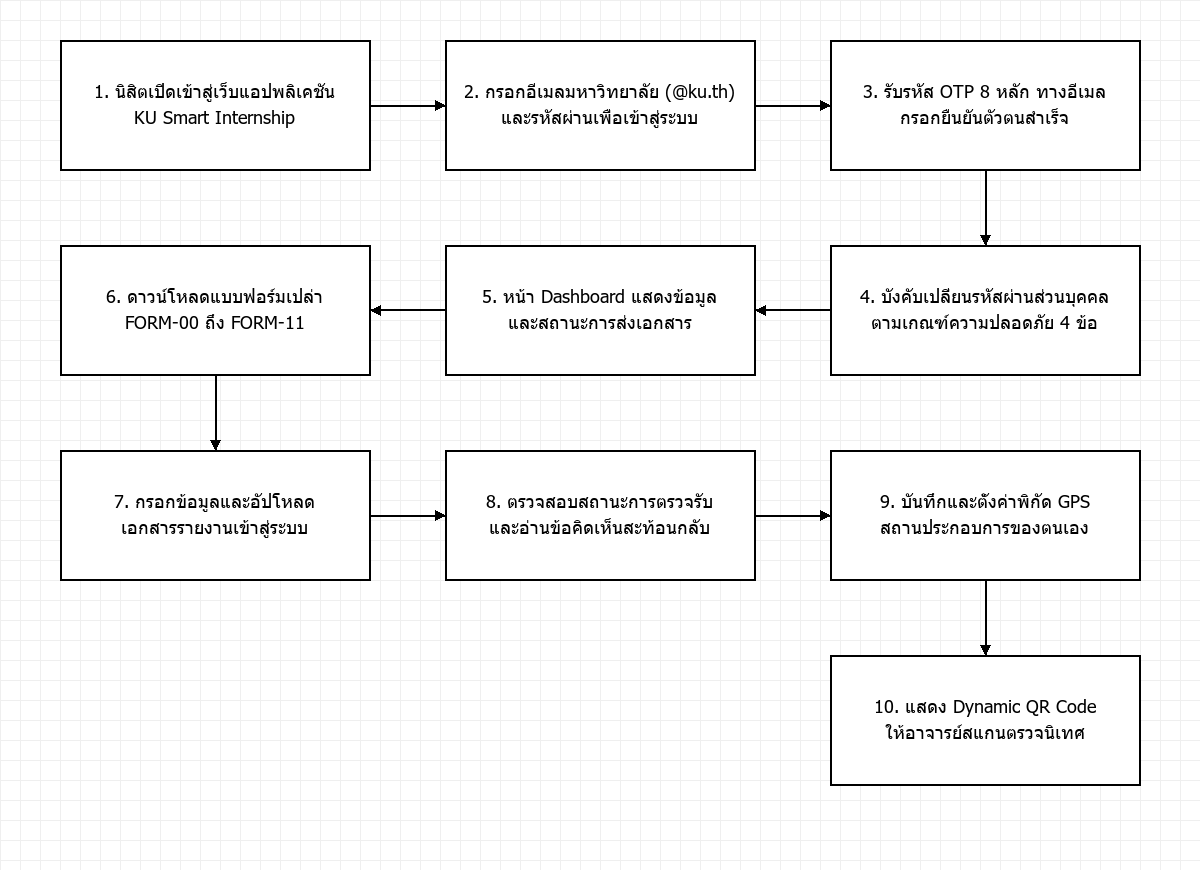 1. นิสิตเปิดเข้าสู่เว็บแอปพลิเคชัน
KU Smart Internship
2. กรอกอีเมลมหาวิทยาลัย (@ku.th)
และรหัสผ่านเพื่อเข้าสู่ระบบ
3. รับรหัส OTP 8 หลัก ทางอีเมล
กรอกยืนยันตัวตนสำเร็จ
4. บังคับเปลี่ยนรหัสผ่านส่วนบุคคล
ตามเกณฑ์ความปลอดภัย 4 ข้อ
5. หน้า Dashboard แสดงข้อมูล
และสถานะการส่งเอกสาร
6. ดาวน์โหลดแบบฟอร์มเปล่า
FORM-00 ถึง FORM-11
7. กรอกข้อมูลและอัปโหลด
เอกสารรายงานเข้าสู่ระบบ
8. ตรวจสอบสถานะการตรวจรับ
และอ่านข้อคิดเห็นสะท้อนกลับ
9. บันทึกและตั้งค่าพิกัด GPS
สถานประกอบการของตนเอง
10. แสดง Dynamic QR Code
ให้อาจารย์สแกนตรวจนิเทศ